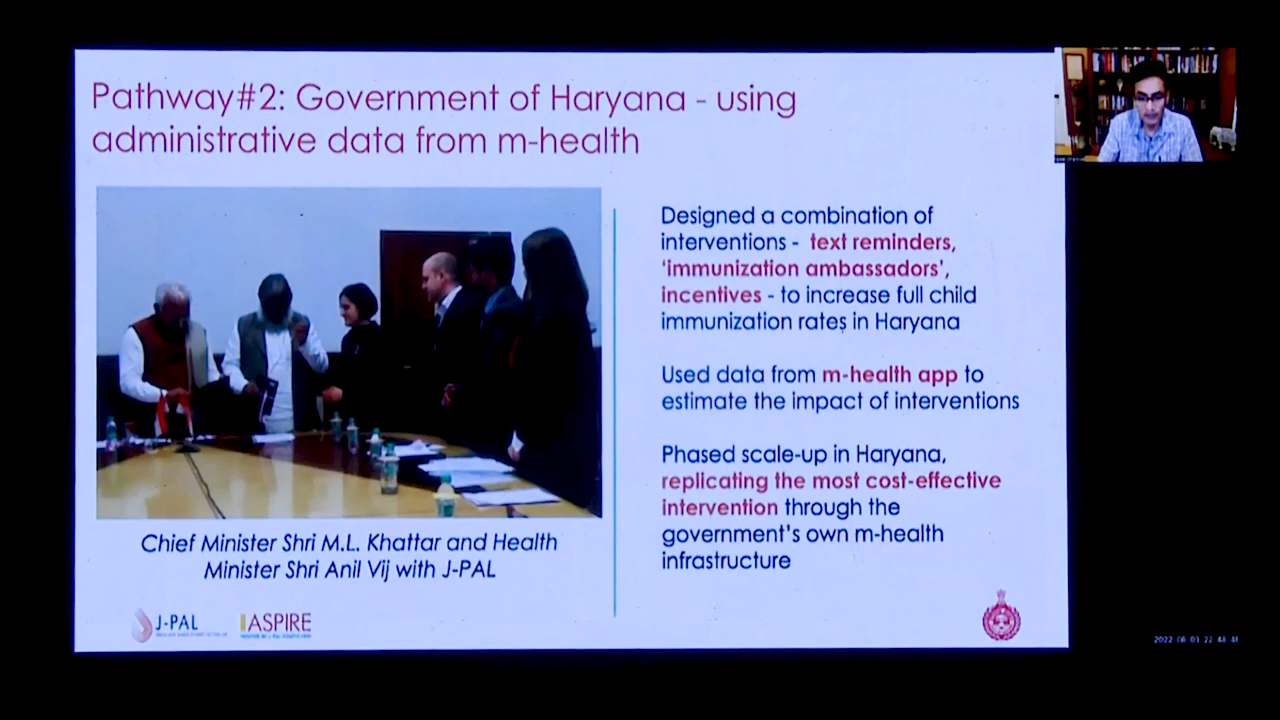 Pathway#2: Government of Haryana - using
administrative data from m-health
Designed a combination of
interventions - text reminders,
‘immunization ambassadors’,
incentives - to increase full child
immunization rates in Haryana
Used data from m-health app to
estimate the impact of interventions
Phased scale-up in Haryana,
replicating the most cost-effective
intervention through the
government’s own m-health
infrastructure
Chief Minister Shri M.L. Khattar and Health
Minister Shri Anil Vij with J-PAL
J-PAL
ASPIRE